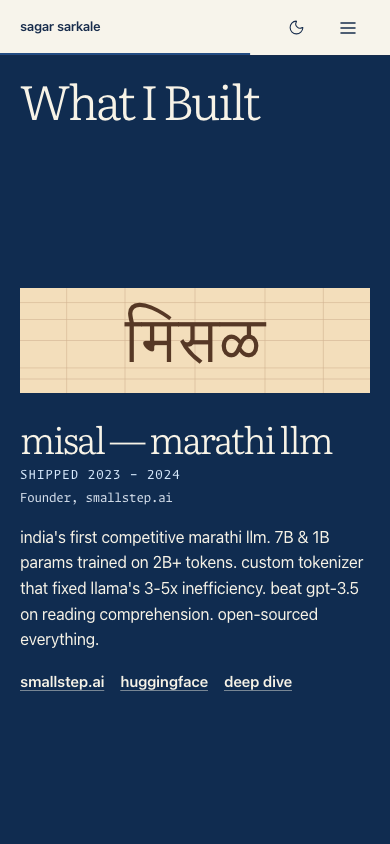 sagar sarkale
What I Built
मिसळ
misal — marathi llm
SHIPPED 2023 – 2024
Founder, smallstep.ai
india's first competitive marathi llm. 7B & 1B
params trained on 2B+ tokens. custom tokenizer
that fixed llama's 3-5x inefficiency. beat gpt-3.5
on reading comprehension. open-sourced
everything.
smallstep.ai huggingface deep dive